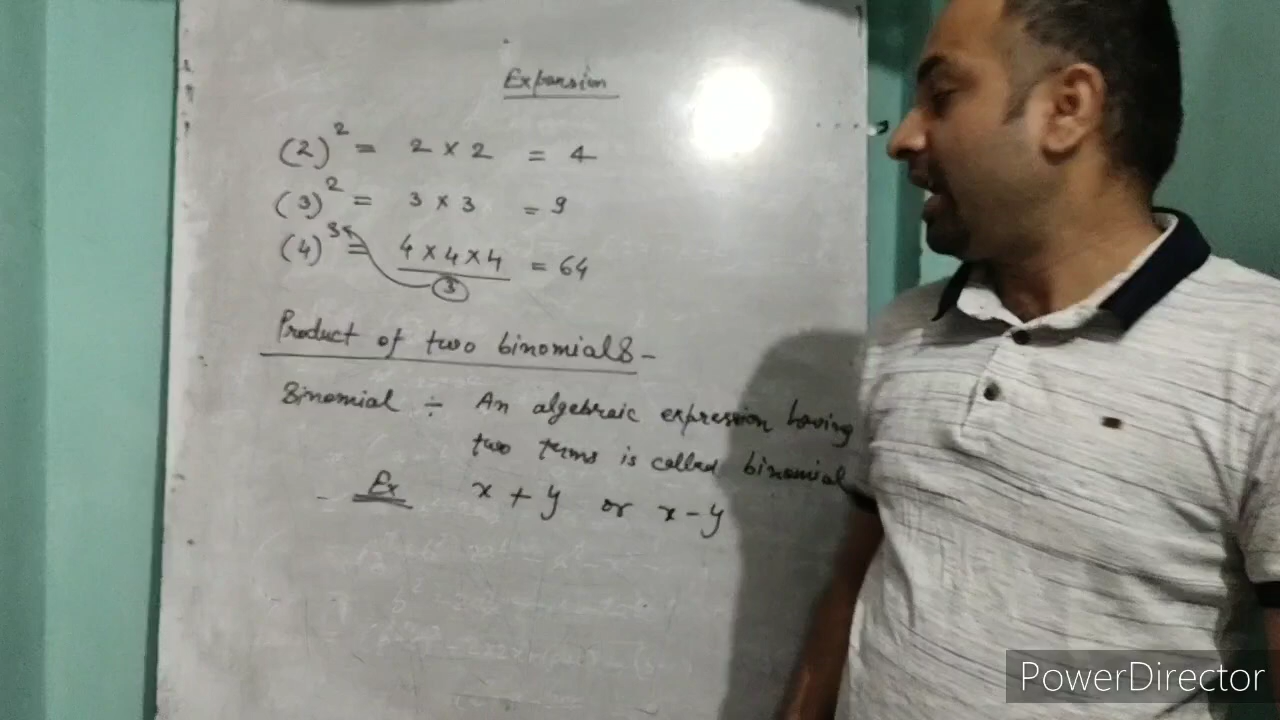 Expansion
(2)² = 2 × 2 = 4
(3)² = 3 × 3 = 9
(4)³ = 4 × 4 × 4 = 64
3
Product of two binomials -
Binomial ÷ An algebraic expression having
two terms is called binomial
- Ex x + y or x - y
PowerDirector